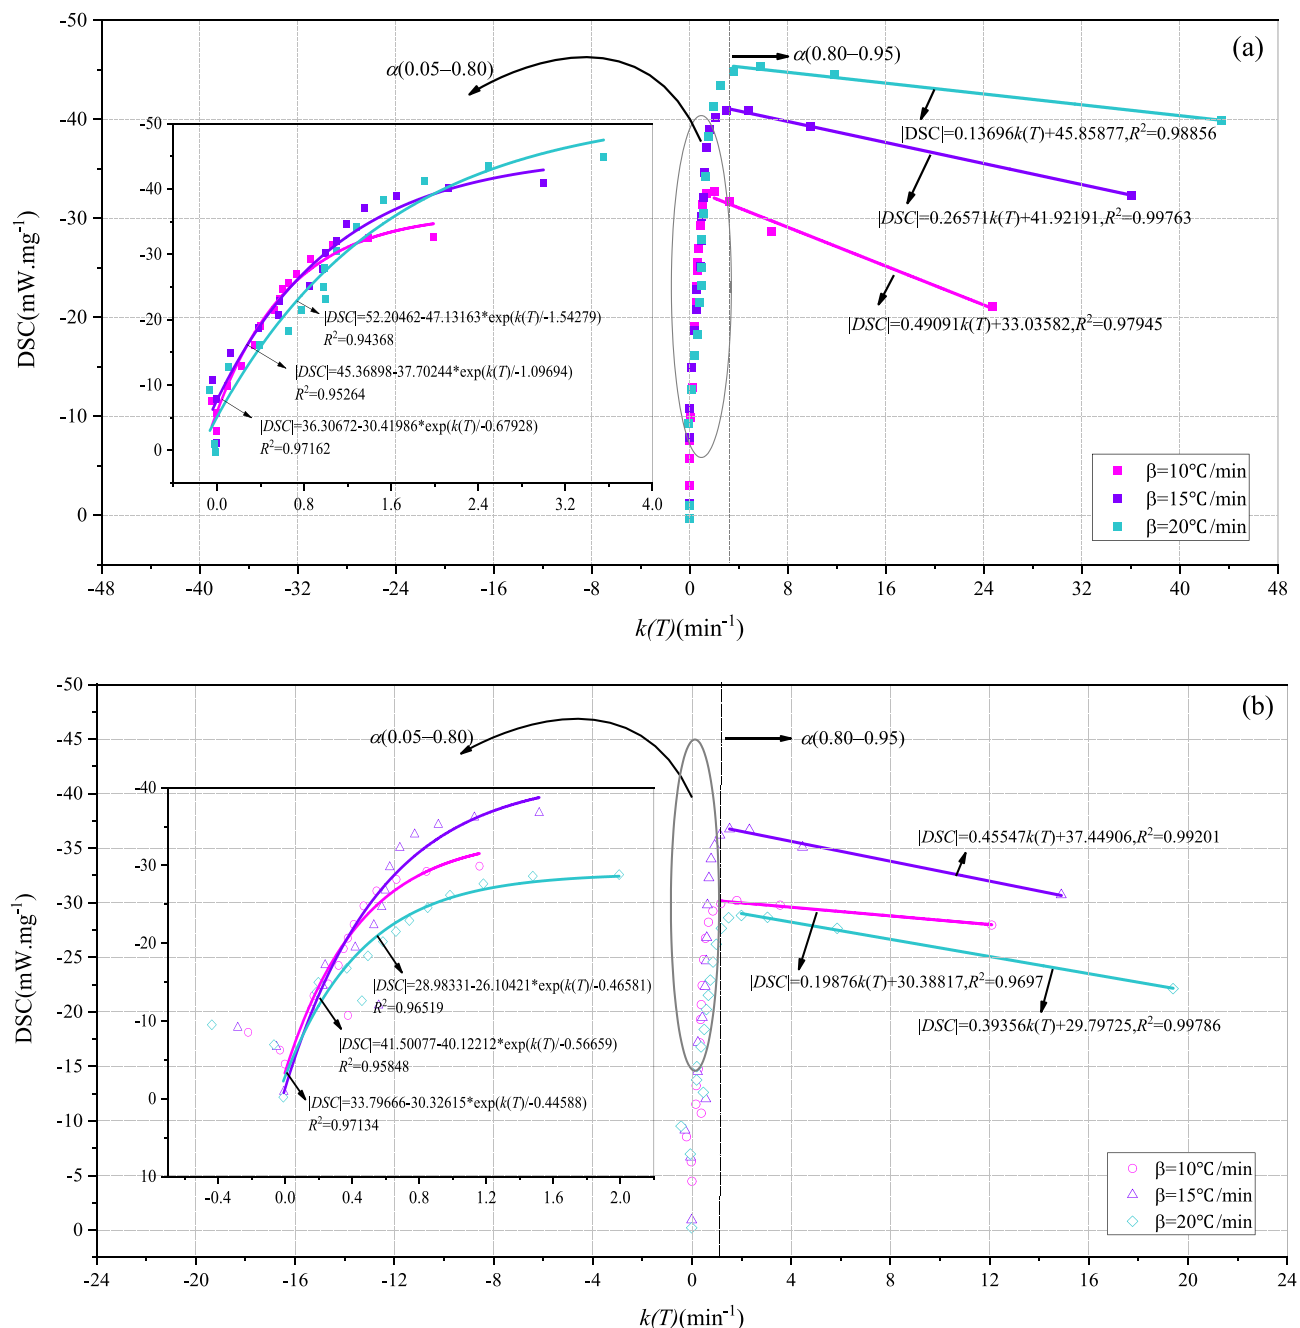 (a)
α(0.80–0.95)
α(0.05–0.80)
-50
-40
-30
-20
-10
0
DSC(mW.mg-1)
-50
-40
-30
-20
-10
0
0.0 0.8 1.6 2.4 3.2 4.0
|DSC|=52.20462-47.13163*exp(k(T)/-1.54279)
R2=0.94368
|DSC|=45.36898-37.70244*exp(k(T)/-1.09694)
R2=0.95264
|DSC|=36.30672-30.41986*exp(k(T)/-0.67928)
R2=0.97162
|DSC|=0.13696k(T)+45.85877,R2=0.98856
|DSC|=0.26571k(T)+41.92191,R2=0.99763
|DSC|=0.49091k(T)+33.03582,R2=0.97945
β=10℃/min
β=15℃/min
β=20℃/min
-48 -40 -32 -24 -16 -8 0 8 16 24 32 40 48
k(T)(min-1)
(b)
α(0.80–0.95)
α(0.05–0.80)
-50
-45
-40
-35
-30
-25
-20
-15
-10
-5
0
DSC(mW.mg-1)
-40
-30
-20
-10
0
10
-0.4 0.0 0.4 0.8 1.2 1.6 2.0
|DSC|=28.98331-26.10421*exp(k(T)/-0.46581)
R2=0.96519
|DSC|=41.50077-40.12212*exp(k(T)/-0.56659)
R2=0.95848
|DSC|=33.79666-30.32615*exp(k(T)/-0.44588)
R2=0.97134
|DSC|=0.45547k(T)+37.44906,R2=0.99201
|DSC|=0.19876k(T)+30.38817,R2=0.9697
|DSC|=0.39356k(T)+29.79725,R2=0.99786
β=10℃/min
β=15℃/min
β=20℃/min
-24 -20 -16 -12 -8 -4 0 4 8 12 16 20 24
k(T)(min-1)